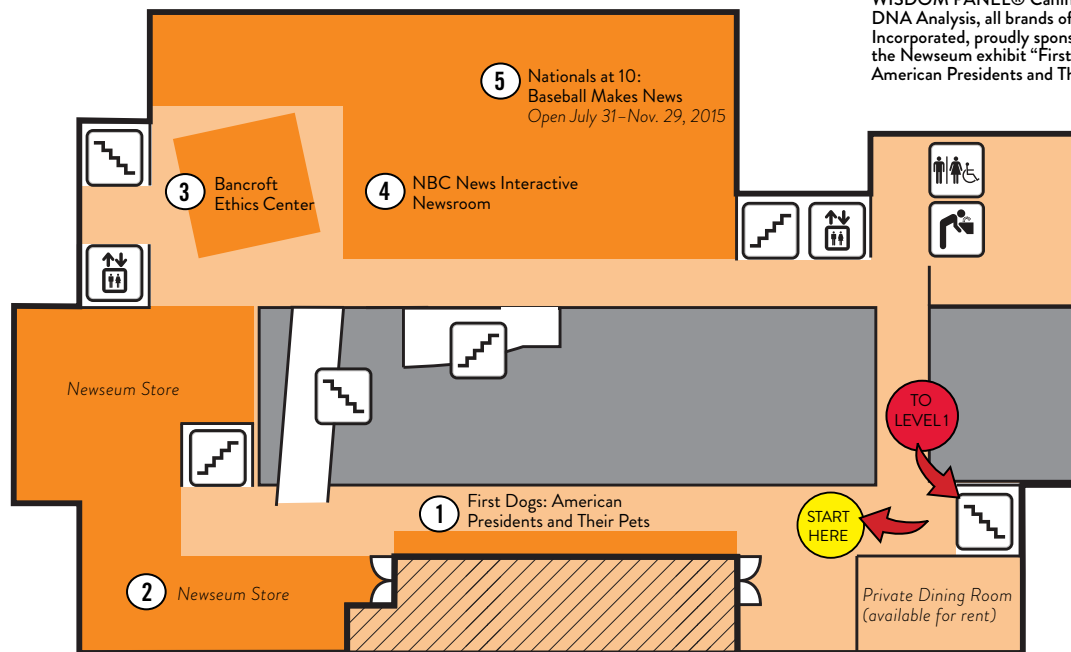 WISDOM PANEL® Canin
DNA Analysis, all brands of
Incorporated, proudly spons
the Newseum exhibit “First
American Presidents and Th
5 Nationals at 10:
Baseball Makes News
Open July 31–Nov. 29, 2015
3 Bancroft
Ethics Center
4 NBC News Interactive
Newsroom
Newseum Store
TO
LEVEL 1
1 First Dogs: American
Presidents and Their Pets
START
HERE
2 Newseum Store
Private Dining Room
(available for rent)